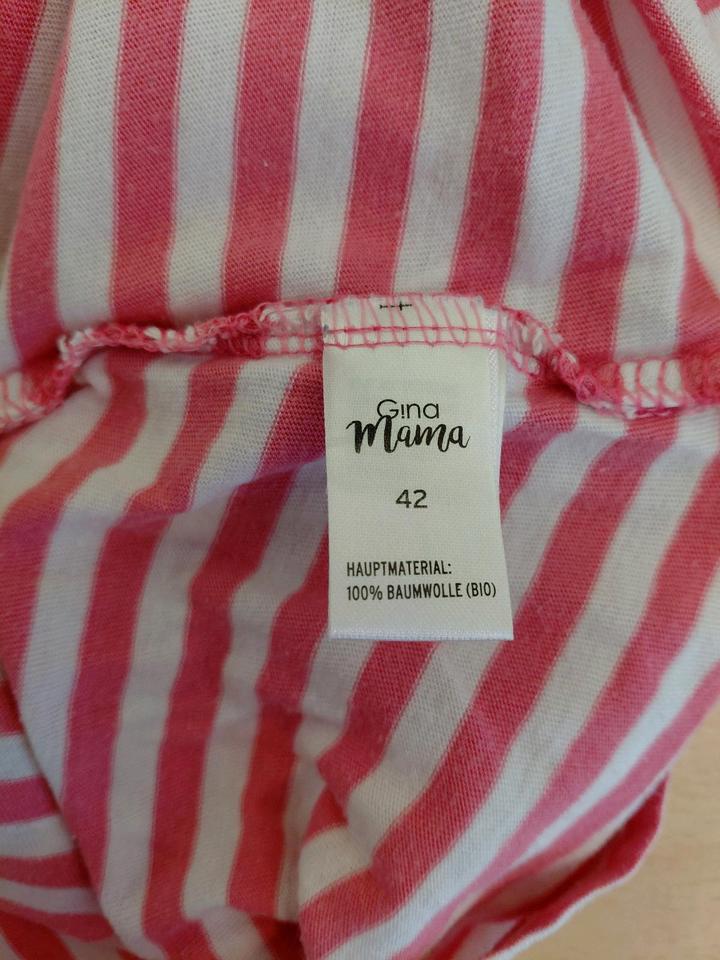 Gina
Mama
42
HAUPTMATERIAL:
100% BAUMWOLLE (BIO)